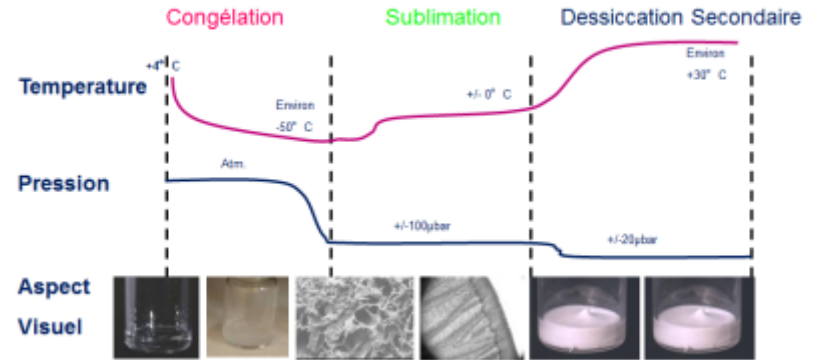 Congélation Sublimation Dessiccation Secondaire
+4° C
Environ
-50° C
+/- 0° C
Environ
+30° C
Temperature
Atm.
Pression
+/-100µbar
+/-20µbar
Aspect
Visuel